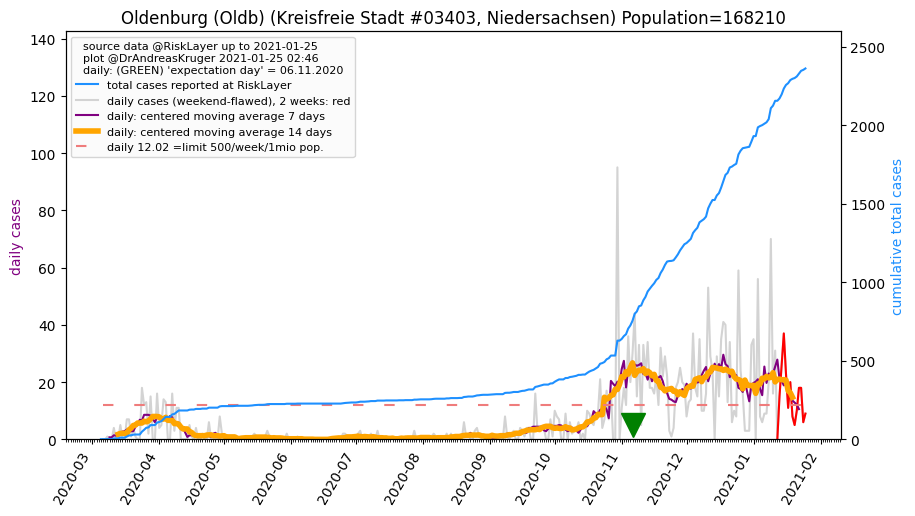 Oldenburg (Oldb) (Kreisfreie Stadt #03403, Niedersachsen) Population=168210
source data @RiskLayer up to 2021-01-25
plot @DrAndreasKruger 2021-01-25 02:46
daily: (GREEN) 'expectation day' = 06.11.2020
total cases reported at RiskLayer
daily cases (weekend-flawed), 2 weeks: red
daily: centered moving average 7 days
daily: centered moving average 14 days
daily 12.02 =limit 500/week/1mio pop.
daily cases
140
120
100
80
60
40
20
0
cumulative total cases
2500
2000
1500
1000
500
0
2020-03
2020-04
2020-05
2020-06
2020-07
2020-08
2020-09
2020-10
2020-11
2020-12
2021-01
2021-02